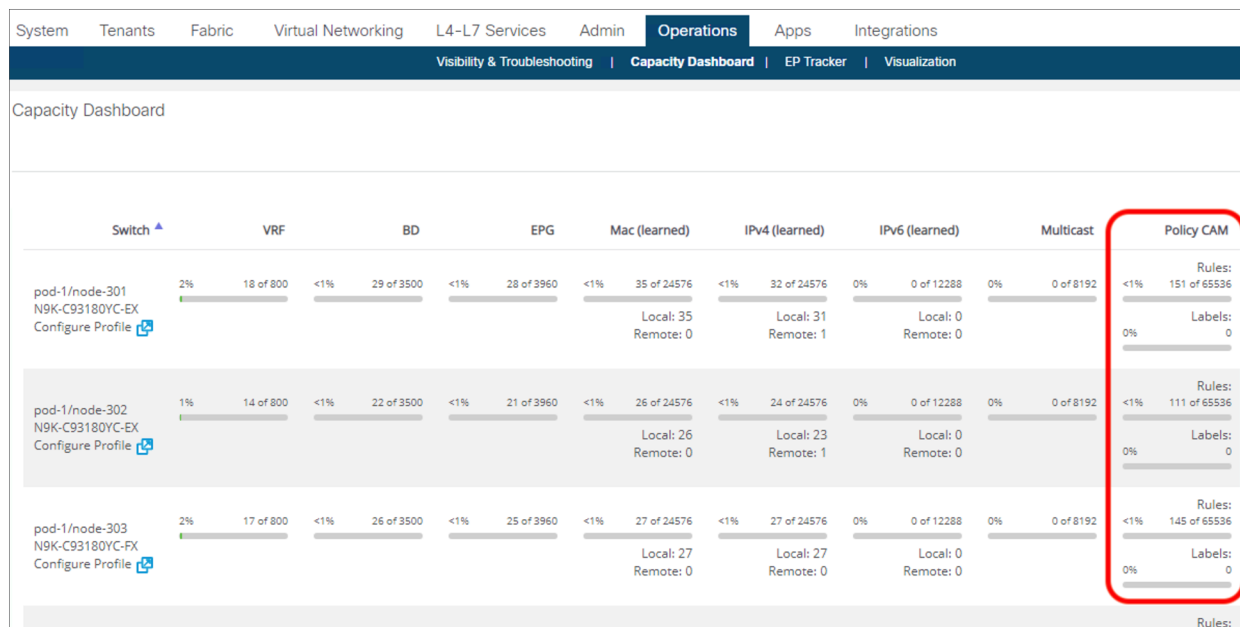 System Tenants Fabric Virtual Networking L4-L7 Services Admin Operations Apps Integrations
Visibility & Troubleshooting | Capacity Dashboard | EP Tracker | Visualization
Capacity Dashboard
Switch VRF BD EPG Mac (learned) IPv4 (learned) IPv6 (learned) Multicast Policy CAM
pod-1/node-301
N9K-C93180YC-EX
Configure Profile
2% 18 of 800
<1% 29 of 3500
<1% 28 of 3960
<1% 35 of 24576
Local: 35
Remote: 0
<1% 32 of 24576
Local: 31
Remote: 1
0% 0 of 12288
Local: 0
Remote: 0
0% 0 of 8192
Rules:
<1% 151 of 65536
Labels:
0% 0
pod-1/node-302
N9K-C93180YC-EX
Configure Profile
1% 14 of 800
<1% 22 of 3500
<1% 21 of 3960
<1% 26 of 24576
Local: 26
Remote: 0
<1% 24 of 24576
Local: 23
Remote: 1
0% 0 of 12288
Local: 0
Remote: 0
0% 0 of 8192
Rules:
<1% 111 of 65536
Labels:
0% 0
pod-1/node-303
N9K-C93180YC-FX
Configure Profile
2% 17 of 800
<1% 26 of 3500
<1% 25 of 3960
<1% 27 of 24576
Local: 27
Remote: 0
<1% 27 of 24576
Local: 27
Remote: 0
0% 0 of 12288
Local: 0
Remote: 0
0% 0 of 8192
Rules:
<1% 145 of 65536
Labels:
0% 0
Rules: